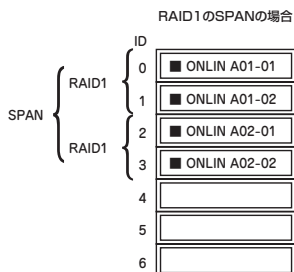 RAID1のSPANの場合
ID
0 ■ ONLIN A01-01
RAID1
1 ■ ONLIN A01-02
SPAN
2 ■ ONLIN A02-01
RAID1
3 ■ ONLIN A02-02
4
5
6